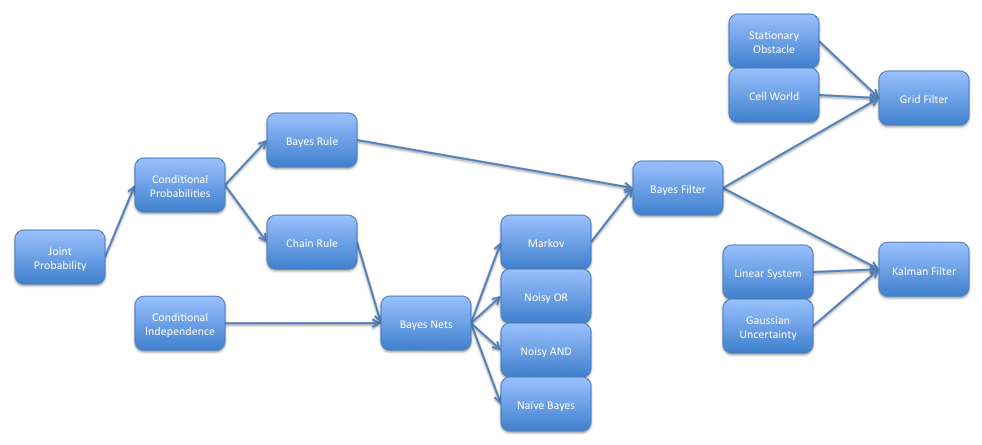 Stationary
Obstacle
Cell World
Grid Filter
Bayes Rule
Conditional
Probabilities
Bayes Filter
Chain Rule
Markov
Joint
Probability
Linear System
Kalman Filter
Noisy OR
Conditional
Independence
Bayes Nets
Gaussian
Uncertainty
Noisy AND
Naïve Bayes